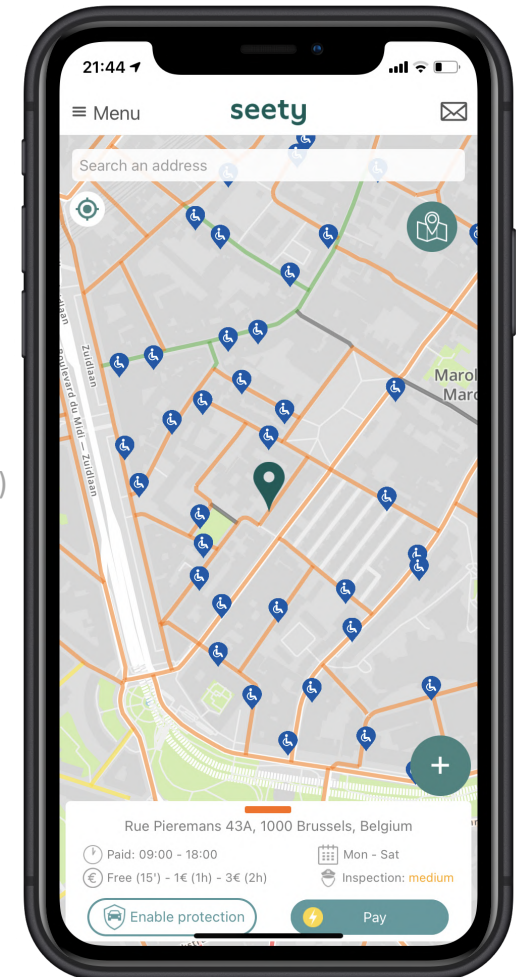 21:44
≡ Menu
seety
Search an address
Zuidlaan
Boulevard du Midi — Zuidlaan
Marol
Maro
)
+
Rue Pieremans 43A, 1000 Brussels, Belgium
Paid: 09:00 - 18:00
Mon - Sat
Free (15') - 1€ (1h) - 3€ (2h)
Inspection: medium
Enable protection
Pay